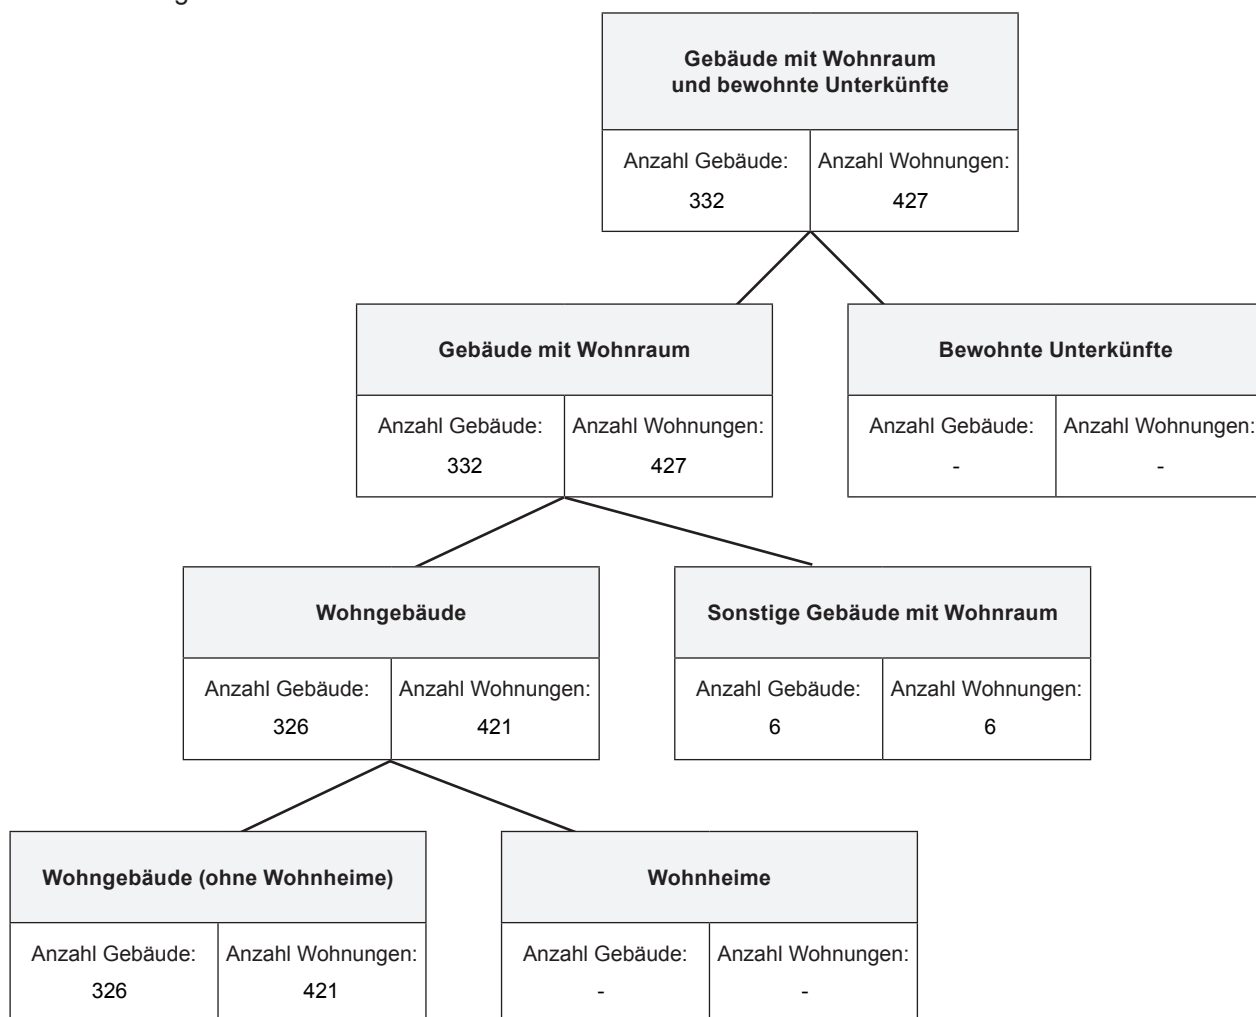 Gebäude mit Wohnraum
und bewohnte Unterkünfte
Anzahl Gebäude: Anzahl Wohnungen:
332 427
Gebäude mit Wohnraum
Anzahl Gebäude: Anzahl Wohnungen:
332 427
Bewohnte Unterkünfte
Anzahl Gebäude: Anzahl Wohnungen:
- -
Wohngebäude
Anzahl Gebäude: Anzahl Wohnungen:
326 421
Sonstige Gebäude mit Wohnraum
Anzahl Gebäude: Anzahl Wohnungen:
6 6
Wohngebäude (ohne Wohnheime)
Anzahl Gebäude: Anzahl Wohnungen:
326 421
Wohnheime
Anzahl Gebäude: Anzahl Wohnungen:
- -